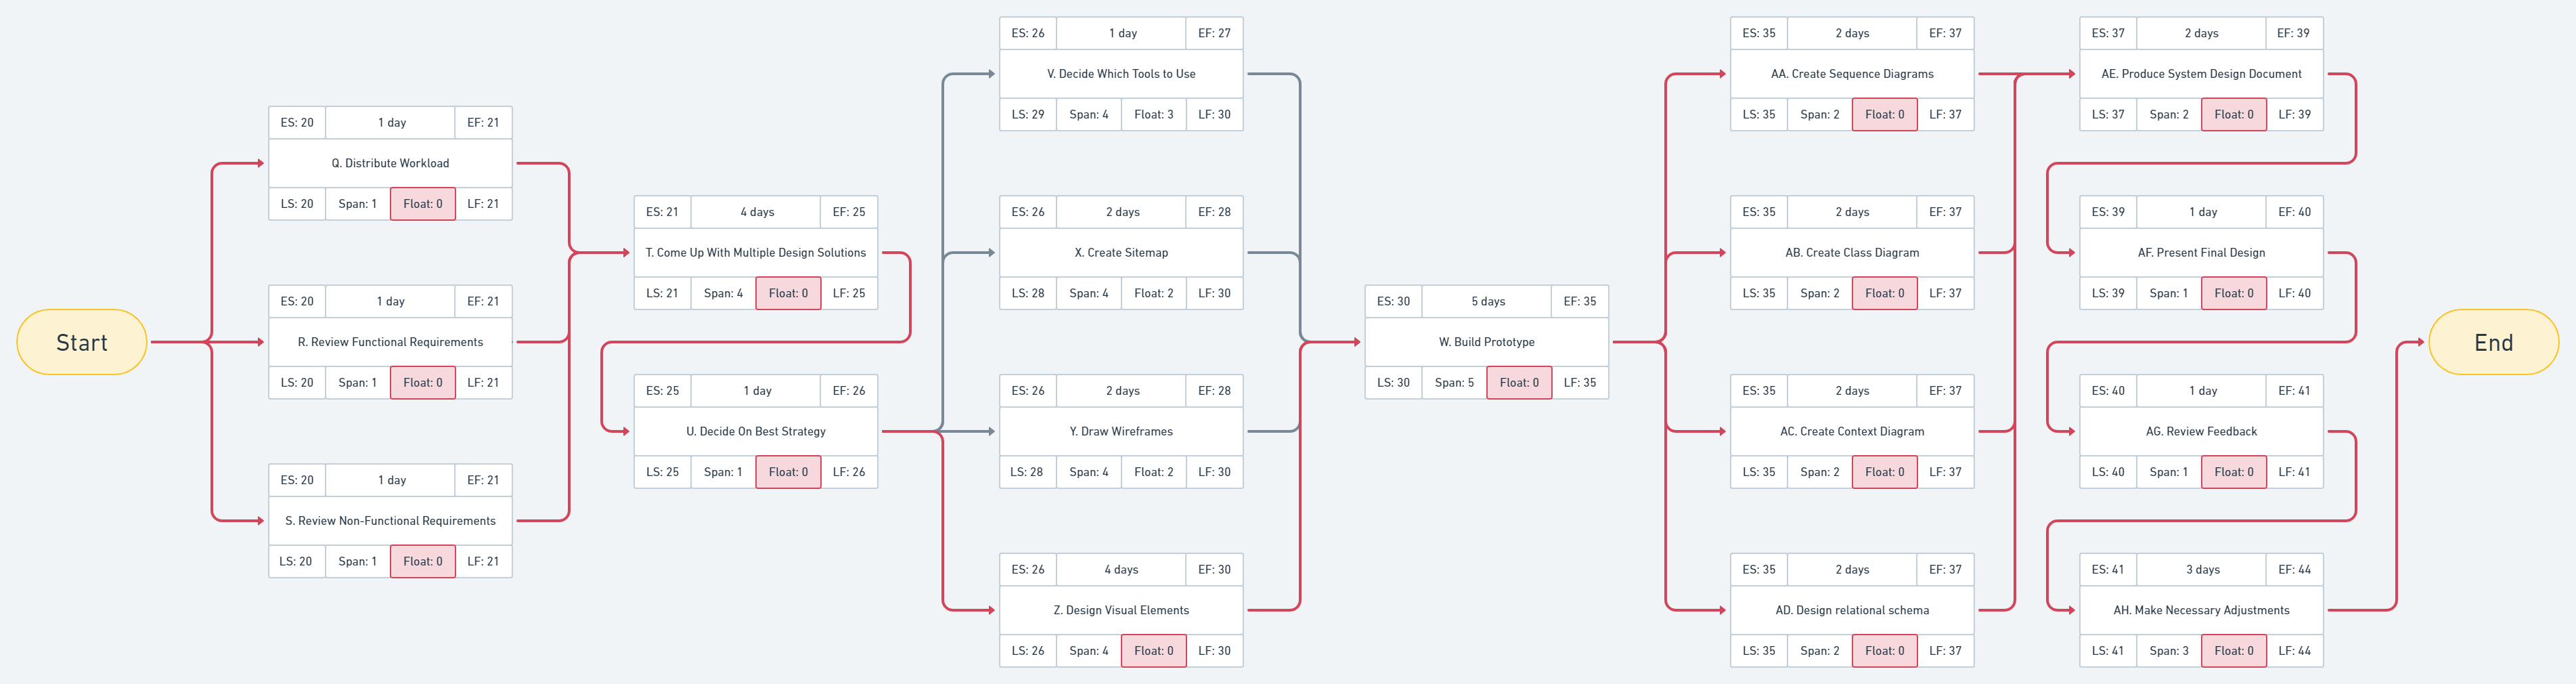 Start
ES: 20 1 day EF: 21
Q. Distribute Workload
LS: 20 Span: 1 Float: 0 LF: 21
ES: 20 1 day EF: 21
R. Review Functional Requirements
LS: 20 Span: 1 Float: 0 LF: 21
ES: 20 1 day EF: 21
S. Review Non-Functional Requirements
LS: 20 Span: 1 Float: 0 LF: 21
ES: 21 4 days EF: 25
T. Come Up With Multiple Design Solutions
LS: 21 Span: 4 Float: 0 LF: 25
ES: 25 1 day EF: 26
U. Decide On Best Strategy
LS: 25 Span: 1 Float: 0 LF: 26
ES: 26 1 day EF: 27
V. Decide Which Tools to Use
LS: 29 Span: 4 Float: 3 LF: 30
ES: 26 2 days EF: 28
X. Create Sitemap
LS: 28 Span: 4 Float: 2 LF: 30
ES: 26 2 days EF: 28
Y. Draw Wireframes
LS: 28 Span: 4 Float: 2 LF: 30
ES: 26 4 days EF: 30
Z. Design Visual Elements
LS: 26 Span: 4 Float: 0 LF: 30
ES: 30 5 days EF: 35
W. Build Prototype
LS: 30 Span: 5 Float: 0 LF: 35
ES: 35 2 days EF: 37
AA. Create Sequence Diagrams
LS: 35 Span: 2 Float: 0 LF: 37
ES: 35 2 days EF: 37
AB. Create Class Diagram
LS: 35 Span: 2 Float: 0 LF: 37
ES: 35 2 days EF: 37
AC. Create Context Diagram
LS: 35 Span: 2 Float: 0 LF: 37
ES: 35 2 days EF: 37
AD. Design relational schema
LS: 35 Span: 2 Float: 0 LF: 37
ES: 37 2 days EF: 39
AE. Produce System Design Document
LS: 37 Span: 2 Float: 0 LF: 39
ES: 39 1 day EF: 40
AF. Present Final Design
LS: 39 Span: 1 Float: 0 LF: 40
ES: 40 1 day EF: 41
AG. Review Feedback
LS: 40 Span: 1 Float: 0 LF: 41
ES: 41 3 days EF: 44
AH. Make Necessary Adjustments
LS: 41 Span: 3 Float: 0 LF: 44
End